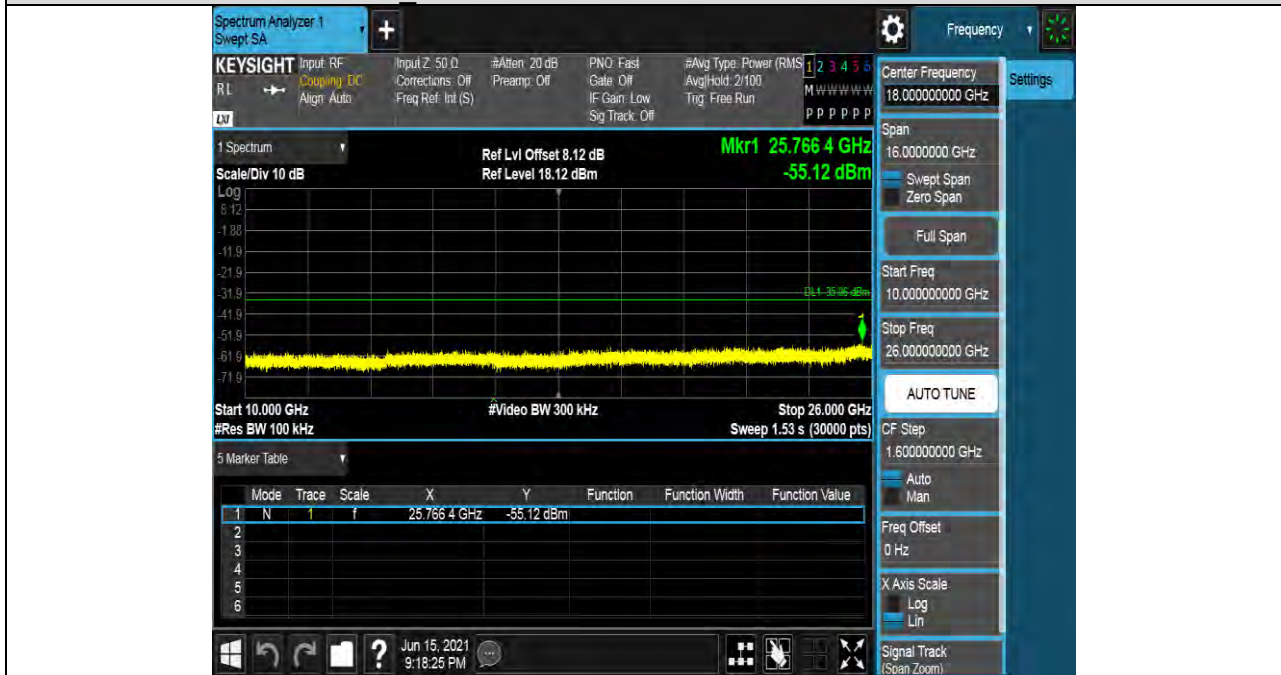 Spectrum Analyzer 1
Swept SA
+
Frequency
KEYSIGHT Input: RF Input Z: 50 Ω #Atten: 20 dB PNO: Fast #Avg Type: Power (RMS 1 2 3 4 5 6
RL Coupling: DC Corrections: Off Preamp: Off Gate: Off Avg|Hold: 2/100 M W W W W W
Align: Auto Freq Ref: Int (S) IF Gain: Low Trig: Free Run P P P P P P
LXI Sig Track: Off
1 Spectrum
Scale/Div 10 dB
Ref Lvl Offset 8.12 dB
Ref Level 18.12 dBm
Mkr1 25.766 4 GHz
-55.12 dBm
Log
8.12
-1.88
-11.9
-21.9
-31.9
-41.9
-51.9
-61.9
-71.9
1
Start 10.000 GHz #Video BW 300 kHz Stop 26.000 GHz
#Res BW 100 kHz Sweep 1.53 s (30000 pts)
5 Marker Table
Mode Trace Scale X Y Function Function Width Function Value
1 N 1 f 25.766 4 GHz -55.12 dBm
2
3
4
5
6
? Jun 15, 2021
9:18:25 PM
Center Frequency
18.000000000 GHz
Settings
Span
16.0000000 GHz
Swept Span
Zero Span
Full Span
Start Freq
10.000000000 GHz
Stop Freq
26.000000000 GHz
AUTO TUNE
CF Step
1.600000000 GHz
Auto
Man
Freq Offset
0 Hz
X Axis Scale
Log
Lin
Signal Track
(Span Zoom)